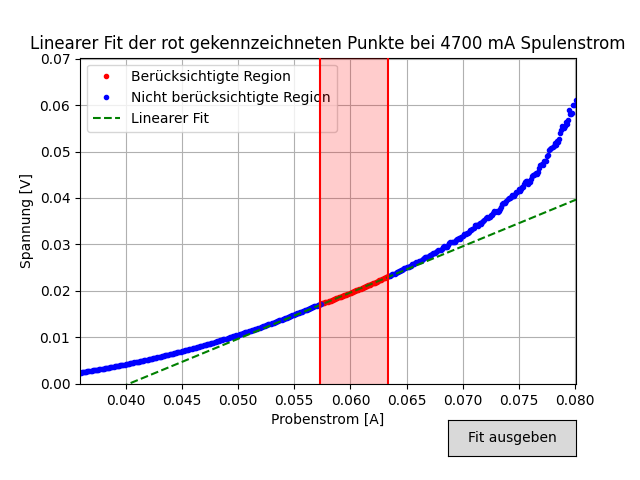 Linearer Fit der rot gekennzeichneten Punkte bei 4700 mA Spulenstrom
Berücksichtigte Region
Nicht berücksichtigte Region
Linearer Fit
Spannung [V]
0.07
0.06
0.05
0.04
0.03
0.02
0.01
0.00
0.040 0.045 0.050 0.055 0.060 0.065 0.070 0.075 0.080
Probenstrom [A]
Fit ausgeben